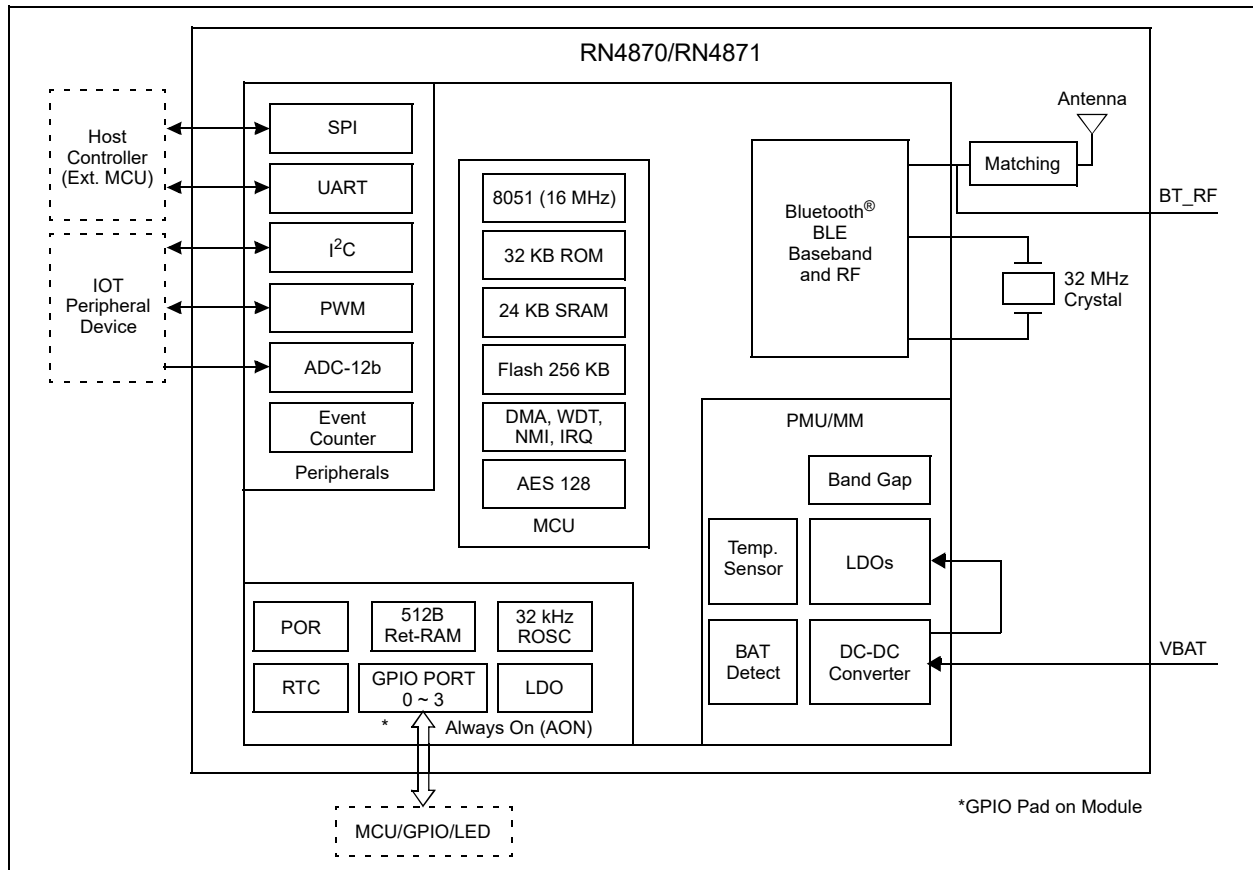 RN4870/RN4871
Host
Controller
(Ext. MCU)
IOT
Peripheral
Device
SPI
UART
I²C
PWM
ADC-12b
Event
Counter
Peripherals
8051 (16 MHz)
32 KB ROM
24 KB SRAM
Flash 256 KB
DMA, WDT,
NMI, IRQ
AES 128
MCU
Bluetooth®
BLE
Baseband
and RF
Antenna
Matching
BT_RF
32 MHz
Crystal
PMU/MM
Band Gap
Temp.
Sensor
LDOs
BAT
Detect
DC-DC
Converter
VBAT
POR
512B
Ret-RAM
32 kHz
ROSC
RTC
GPIO PORT
0 ~ 3
LDO
*
Always On (AON)
MCU/GPIO/LED
*GPIO Pad on Module